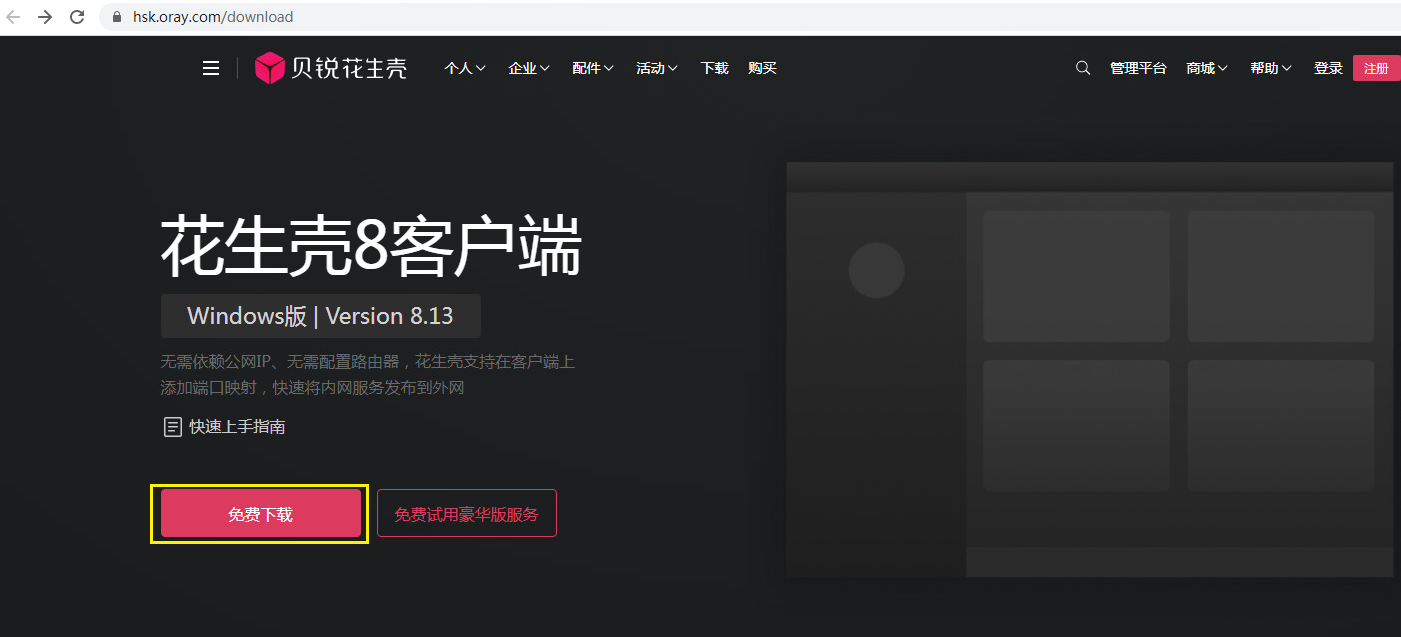 hsk.oray.com/download
贝锐花生壳 个人 企业 配件 活动 下载 购买 管理平台 商城 帮助 登录 注册
花生壳8客户端
Windows版 | Version 8.13
无需依赖公网IP、无需配置路由器，花生壳支持在客户端上
添加端口映射，快速将内网服务发布到外网
快速上手指南
免费下载 免费试用豪华版服务